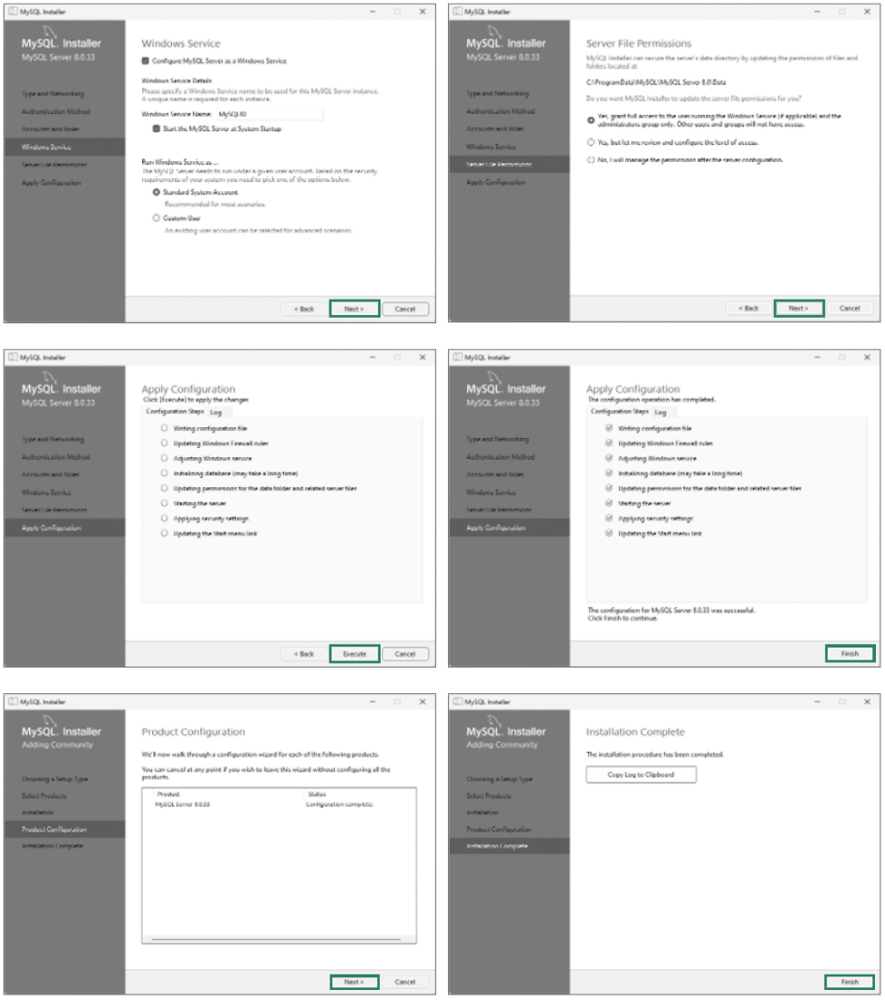 MySQL Installer
MySQL. Installer
MySQL Server 8.0.33
Type and Networking
Authentication Method
Accounts and Roles
Windows Service
Server File Permissions
Apply Configuration
Windows Service
Configure MySQL Server as a Windows Service
Windows Service Details
Please specify a Windows Service name to be used for this MySQL Server instance.
A unique name is required for each instance.
Windows Service Name: MySQL80
Start the MySQL Server at System Startup
Run Windows Service as ...
The MySQL Server needs to run under a given user account. Based on the security
requirements of your system you need to pick one of the options below.
Standard System Account
Recommended for most scenarios.
Custom User
An existing user account can be selected for advanced scenarios.
< Back
Next >
Cancel
MySQL Installer
MySQL. Installer
MySQL Server 8.0.33
Type and Networking
Authentication Method
Accounts and Roles
Windows Service
Server File Permissions
Apply Configuration
Server File Permissions
MySQL Installer can secure the server's data directory by updating the permissions of files and
folders located at:
C:\ProgramData\MySQL\MySQL Server 8.0\Data
Do you want MySQL Installer to update the server file permissions for you?
Yes, grant full access to the user running the Windows Service (if applicable) and the
administrators group only. Other users and groups will not have access.
Yes, but let me review and configure the level of access.
No, I will manage the permissions after the server configuration.
< Back
Next >
Cancel
MySQL Installer
MySQL. Installer
MySQL Server 8.0.33
Type and Networking
Authentication Method
Accounts and Roles
Windows Service
Server File Permissions
Apply Configuration
Apply Configuration
Click [Execute] to apply the changes
Configuration Steps Log
Writing configuration file
Updating Windows Firewall rules
Adjusting Windows service
Initializing database (may take a long time)
Updating permissions for the data folder and related server files
Starting the server
Applying security settings
Updating the Start menu link
< Back
Execute
Cancel
MySQL Installer
MySQL. Installer
MySQL Server 8.0.33
Type and Networking
Authentication Method
Accounts and Roles
Windows Service
Server File Permissions
Apply Configuration
Apply Configuration
The configuration operation has completed.
Configuration Steps Log
Writing configuration file
Updating Windows Firewall rules
Adjusting Windows service
Initializing database (may take a long time)
Updating permissions for the data folder and related server files
Starting the server
Applying security settings
Updating the Start menu link
The configuration for MySQL Server 8.0.33 was successful.
Click Finish to continue.
Finish
MySQL Installer
MySQL. Installer
Adding Community
Choosing a Setup Type
Select Products
Installation
Product Configuration
Installation Complete
Product Configuration
We'll now walk through a configuration wizard for each of the following products.
You can cancel at any point if you wish to leave this wizard without configuring all the
products.
Product Status
MySQL Server 8.0.33 Configuration complete.
Next >
Cancel
MySQL Installer
MySQL. Installer
Adding Community
Choosing a Setup Type
Select Products
Installation
Product Configuration
Installation Complete
Installation Complete
The installation procedure has been completed.
Copy Log to Clipboard
Finish